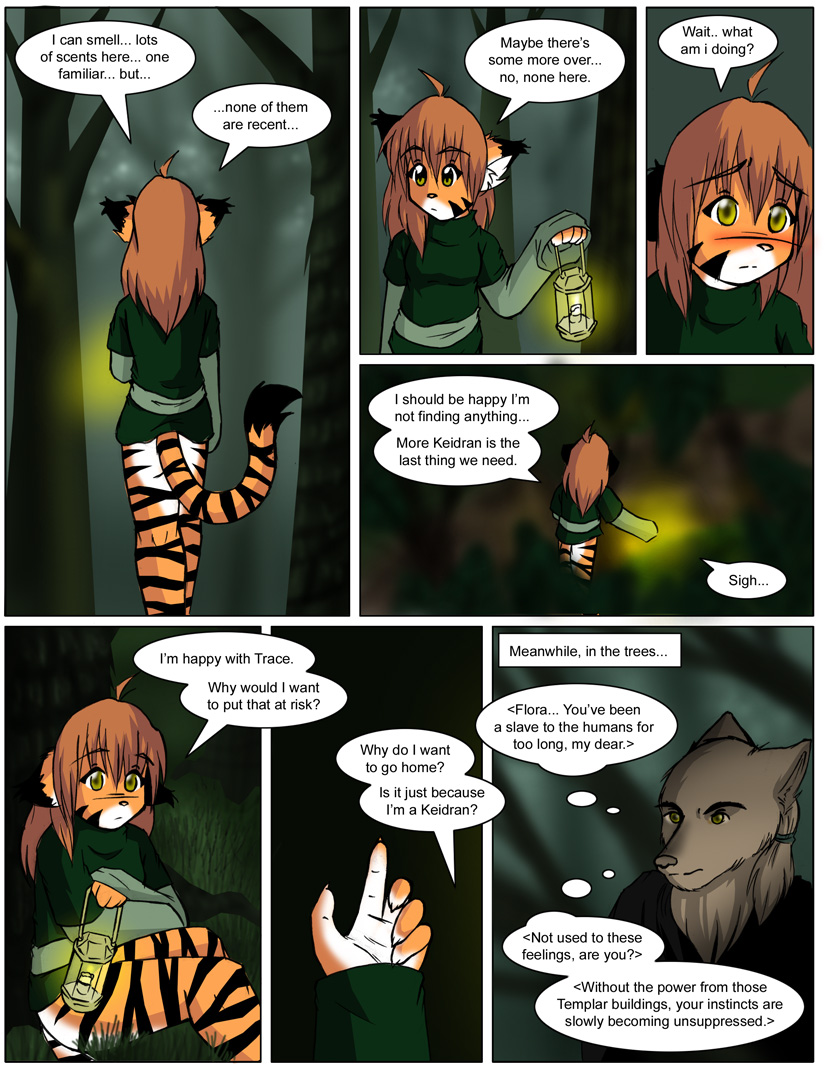 I can smell... lots
of scents here... one
familiar... but...
...none of them
are recent...
Maybe there's
some more over...
no, none here.
Wait.. what
am i doing?
I should be happy I'm
not finding anything...
More Keidran is the
last thing we need.
Sigh...
I'm happy with Trace.
Why would I want
to put that at risk?
Why do I want
to go home?
Is it just because
I'm a Keidran?
Meanwhile, in the trees...
<Flora... You've been
a slave to the humans for
too long, my dear.>
<Not used to these
feelings, are you?>
<Without the power from those
Templar buildings, your instincts are
slowly becoming unsuppressed.>